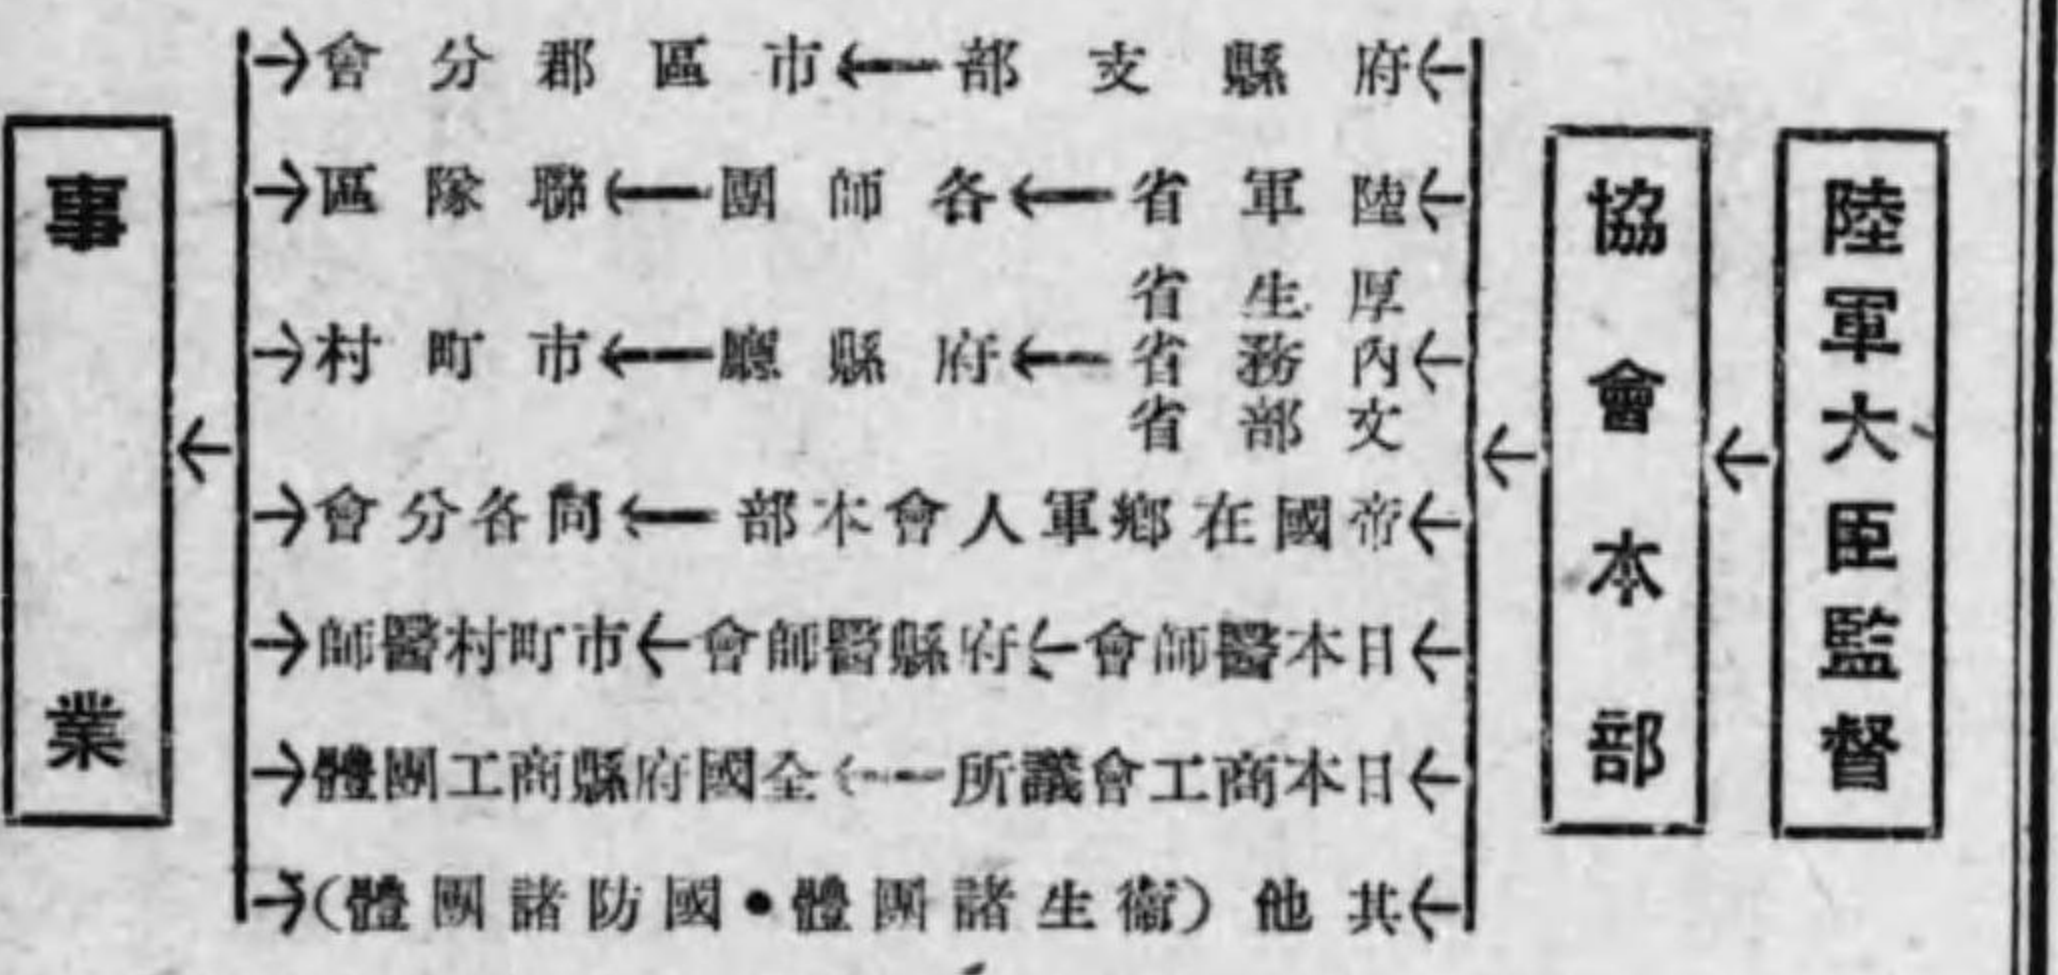 陸軍大臣監督
協會本部
府縣支部←市區郡分會
陸軍省←各師團←聯隊區
厚生省
內務省←府縣廳←市町村
文部省
帝國在鄉軍人會本部←同各分會
日本醫師會←府縣醫師會←市町村醫師
日本商工會議所←全國府縣商工團體
其他(衞生諸團體•國防諸團體)
事業